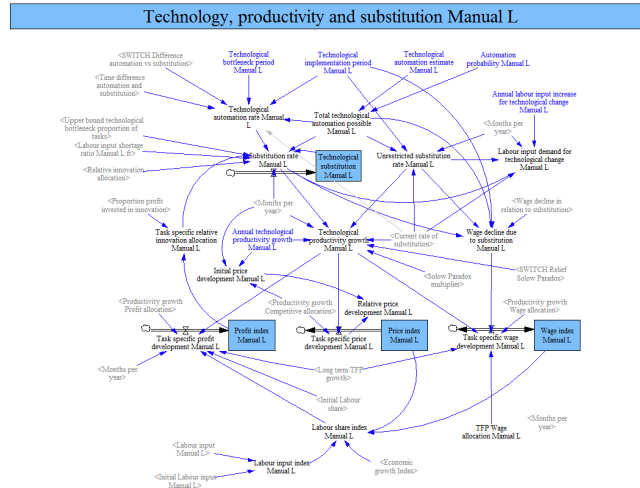 Technology, productivity and substitution Manual L
<SWITCH Difference
automation vs substitution>
Technological
bottleneck period
Manual L
Technological
implementation period
Manual L
Technological
automation estimate
Manual L
Automation
probability Manual L
<Time difference
automation and
substitution>
Annual labour input increase
for technological change
Manual L
Technological
automation rate Manual
L
Total technological
automation possible
Manual L
<Upper bound technological
bottleneck proportion of
tasks>
<Labour input shortage
ratio Manual L ft>
<Relative innovation
allocation>
<Months per
year>
Substitution rate
Manual L
Technological
substitution
Manual L
Unrestricted substitution
rate Manual L
Labour input demand for
technological change
Manual L
<Proportion profit
invested in innovation>
<Months per
year>
<Wage decline in
relation to substitution>
Task specific relative
innovation allocation
Manual L
Annual technological
productivity growth
Manual L
Technological
productivity growth
Manual L
<Current rate of
substitution>
Wage decline due
to substitution
Manual L
Initial price
development Manual L
<Solow Paradox
multiplier>
<SWITCH Relief
Solow Paradox>
<Productivity growth
Profit allocation>
<Productivity growth
Competitive allocation>
Relative price
development Manual L
<Productivity growth
Wage allocation>
Profit index
Manual L
Price index
Manual L
Wage index
Manual L
Task specific profit
development Manual L
Task specific price
development Manual L
Task specific wage
development Manual L
<Months per
year>
<Long term TFP
growth>
<Initial Labour
share>
Labour share index
Manual L
TFP Wage
allocation Manual L
<Months per
year>
<Labour input
Manual L>
Labour input index
Manual L
<Economic
growth Index>
<Initial Labour
input Manual L>